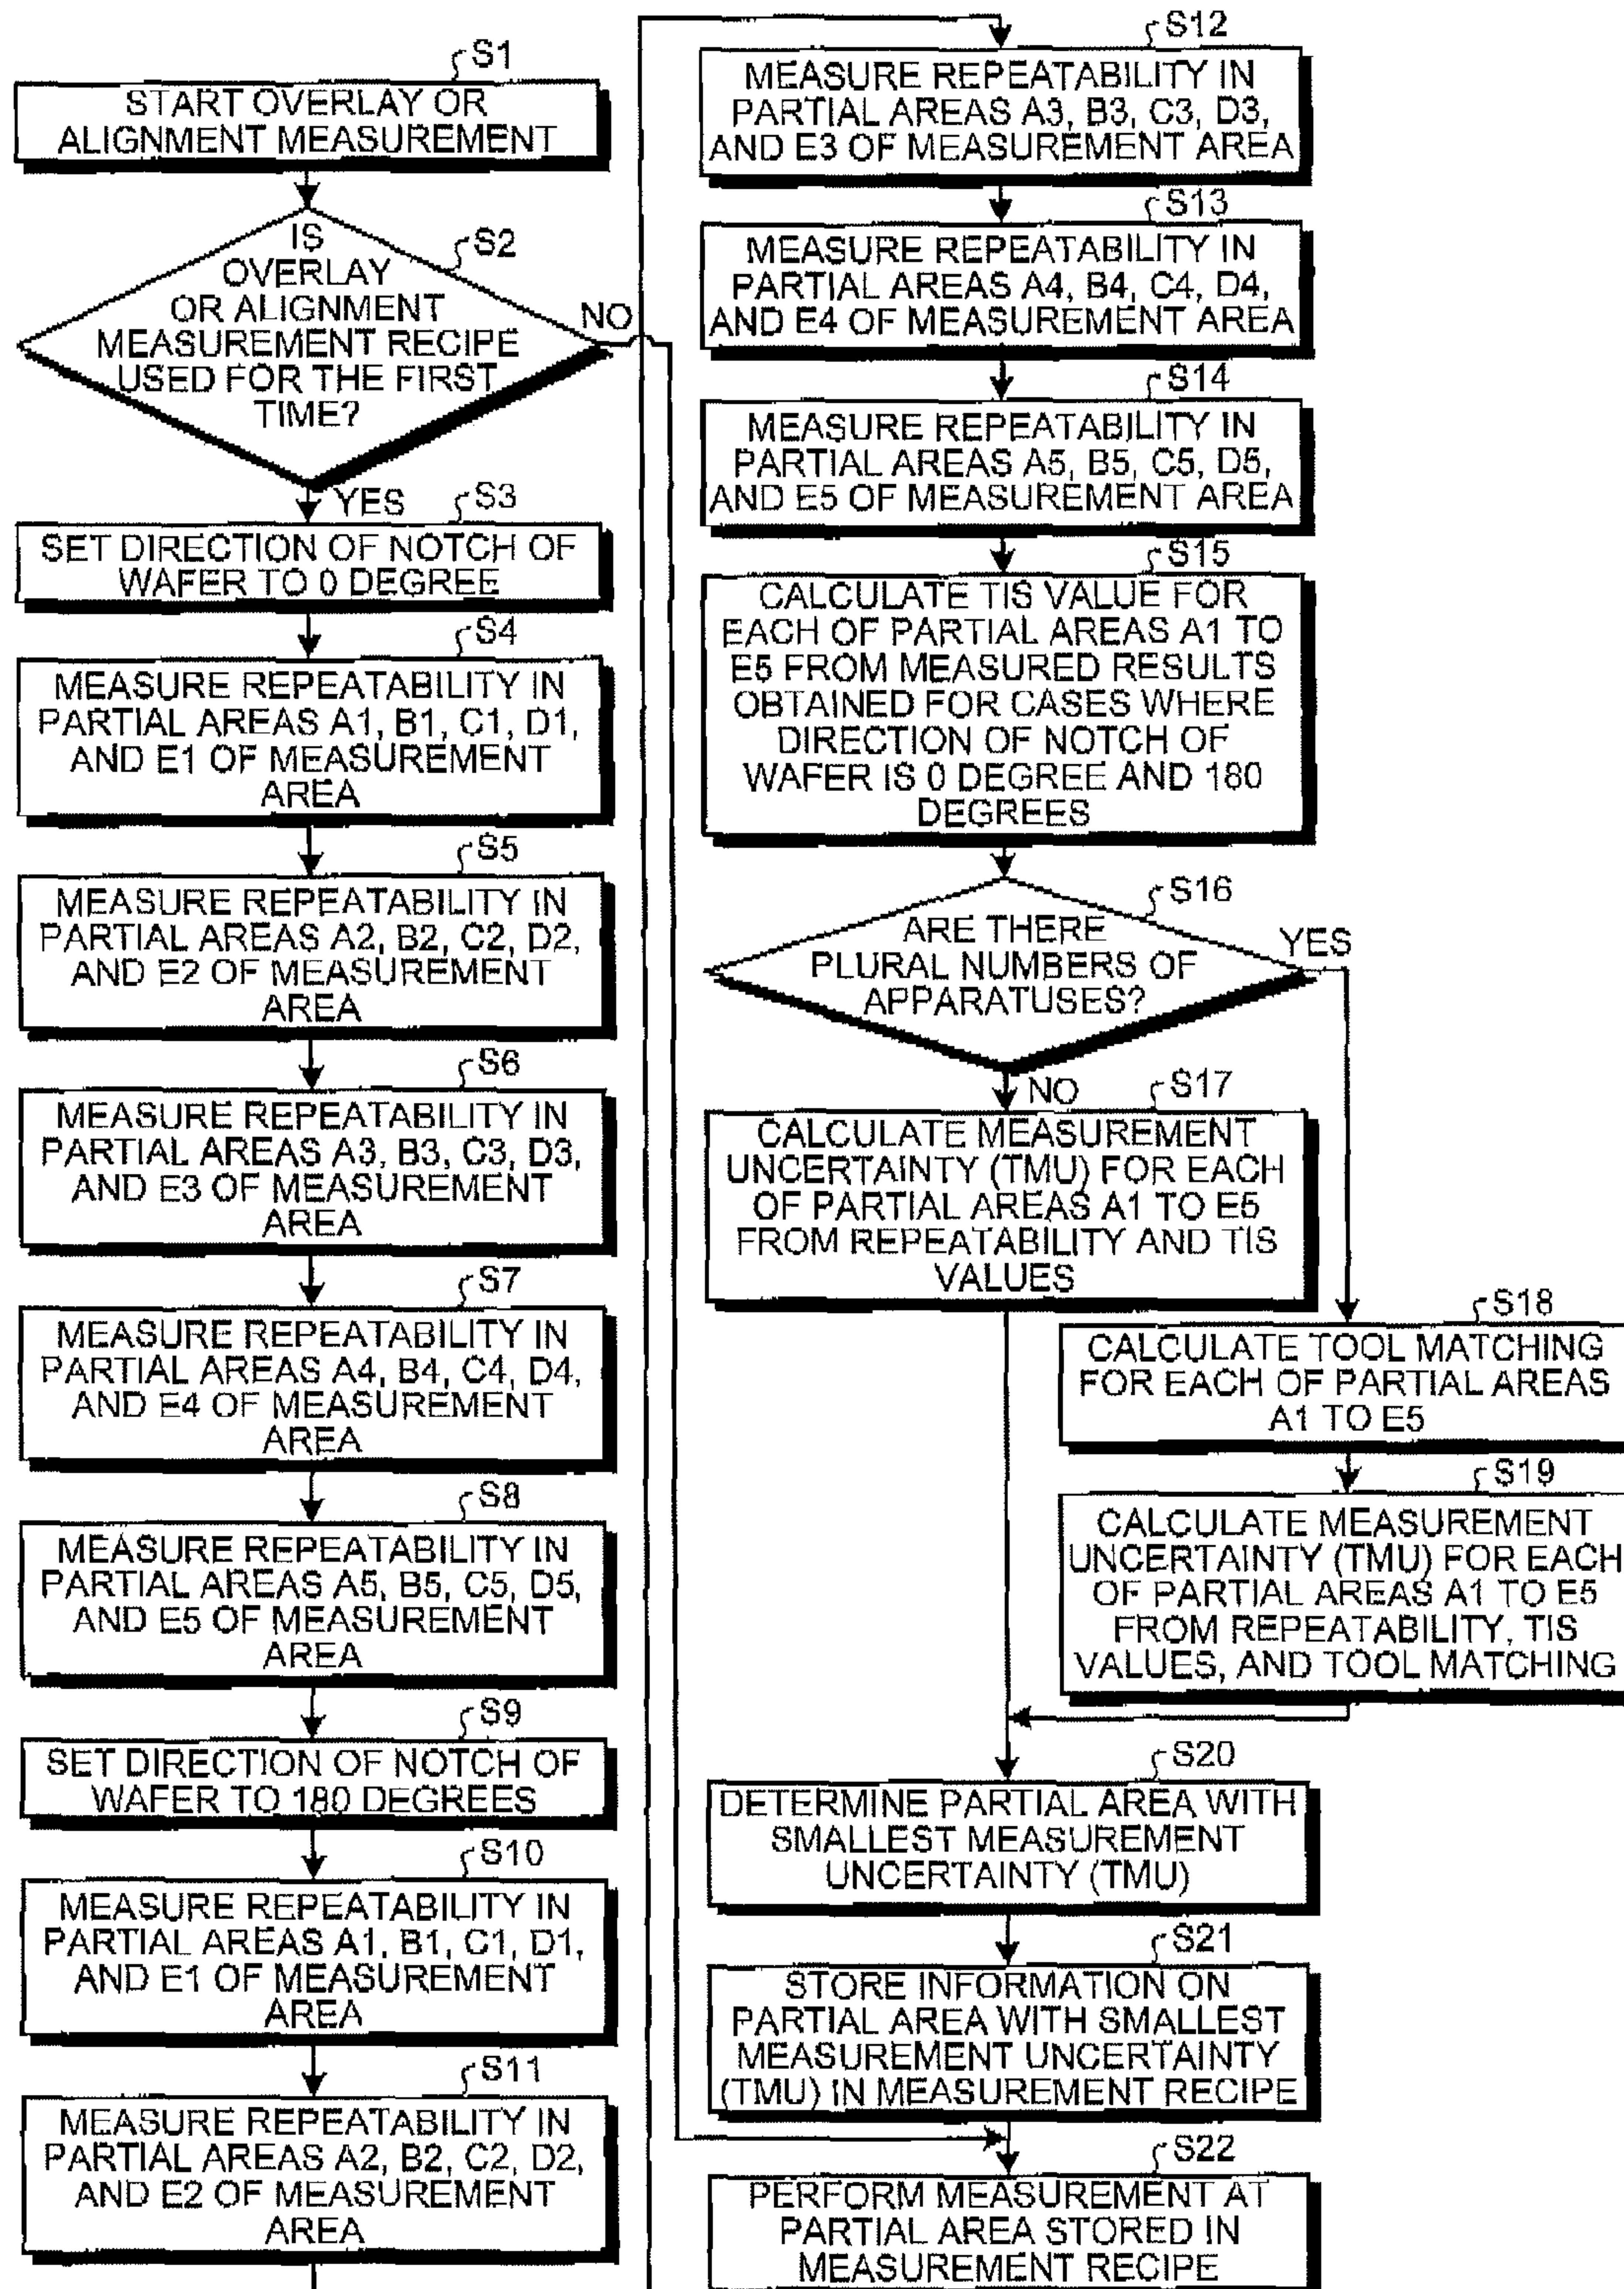 S1
START OVERLAY OR
ALIGNMENT MEASUREMENT
S2
IS
OVERLAY
OR ALIGNMENT
MEASUREMENT RECIPE
USED FOR THE FIRST
TIME?
NO
YES
S3
SET DIRECTION OF NOTCH OF
WAFER TO 0 DEGREE
S4
MEASURE REPEATABILITY IN
PARTIAL AREAS A1, B1, C1, D1,
AND E1 OF MEASUREMENT
AREA
S5
MEASURE REPEATABILITY IN
PARTIAL AREAS A2, B2, C2, D2,
AND E2 OF MEASUREMENT
AREA
S6
MEASURE REPEATABILITY IN
PARTIAL AREAS A3, B3, C3, D3,
AND E3 OF MEASUREMENT
AREA
S7
MEASURE REPEATABILITY IN
PARTIAL AREAS A4, B4, C4, D4,
AND E4 OF MEASUREMENT
AREA
S8
MEASURE REPEATABILITY IN
PARTIAL AREAS A5, B5, C5, D5,
AND E5 OF MEASUREMENT
AREA
S9
SET DIRECTION OF NOTCH OF
WAFER TO 180 DEGREES
S10
MEASURE REPEATABILITY IN
PARTIAL AREAS A1, B1, C1, D1,
AND E1 OF MEASUREMENT
AREA
S11
MEASURE REPEATABILITY IN
PARTIAL AREAS A2, B2, C2, D2,
AND E2 OF MEASUREMENT
AREA
S12
MEASURE REPEATABILITY IN
PARTIAL AREAS A3, B3, C3, D3,
AND E3 OF MEASUREMENT AREA
S13
MEASURE REPEATABILITY IN
PARTIAL AREAS A4, B4, C4, D4,
AND E4 OF MEASUREMENT AREA
S14
MEASURE REPEATABILITY IN
PARTIAL AREAS A5, B5, C5, D5,
AND E5 OF MEASUREMENT AREA
S15
CALCULATE TIS VALUE FOR
EACH OF PARTIAL AREAS A1 TO
E5 FROM MEASURED RESULTS
OBTAINED FOR CASES WHERE
DIRECTION OF NOTCH OF
WAFER IS 0 DEGREE AND 180
DEGREES
S16
ARE THERE
PLURAL NUMBERS OF
APPARATUSES?
YES
NO
S17
CALCULATE MEASUREMENT
UNCERTAINTY (TMU) FOR EACH
OF PARTIAL AREAS A1 TO E5
FROM REPEATABILITY AND TIS
VALUES
S18
CALCULATE TOOL MATCHING
FOR EACH OF PARTIAL AREAS
A1 TO E5
S19
CALCULATE MEASUREMENT
UNCERTAINTY (TMU) FOR EACH
OF PARTIAL AREAS A1 TO E5
FROM REPEATABILITY, TIS
VALUES, AND TOOL MATCHING
S20
DETERMINE PARTIAL AREA WITH
SMALLEST MEASUREMENT
UNCERTAINTY (TMU)
S21
STORE INFORMATION ON
PARTIAL AREA WITH SMALLEST
MEASUREMENT UNCERTAINTY
(TMU) IN MEASUREMENT RECIPE
S22
PERFORM MEASUREMENT AT
PARTIAL AREA STORED IN
MEASUREMENT RECIPE